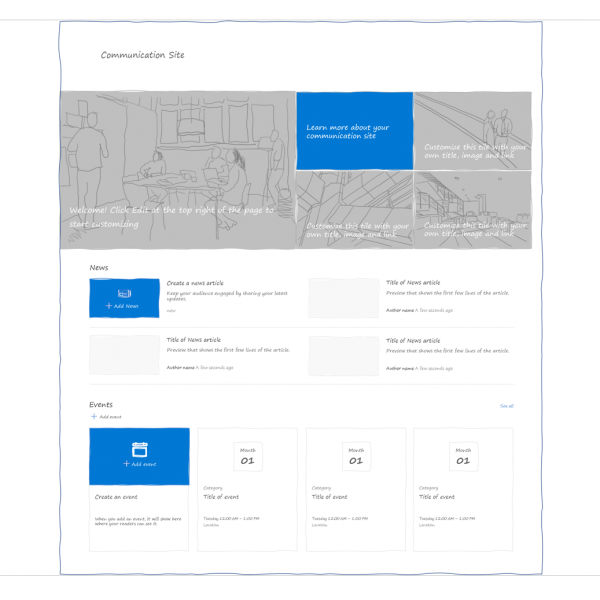 Communication Site
Welcome! Click Edit at the top right of the page to
start customizing
Learn more about your
communication site
Customize this tile with your
own title, image and link
Customize this tile with your
own title, image and link
Customize this tile with your
own title, image and link
News
+ Add News
Create a news article
Keep your audience engaged by sharing your latest
updates.
Title of News article
Preview that shows the first few lines of the article.
Author name A few seconds ago
Title of News article
Preview that shows the first few lines of the article.
Author name A few seconds ago
Title of News article
Preview that shows the first few lines of the article.
Author name A few seconds ago
Events
See all
+ Add event
+ Add event
Create an event
When you add an event, it will show here
where your readers can see it.
Month
01
Category
Title of event
Tuesday 12:00 AM – 1:00 PM
Location
Month
01
Category
Title of event
Tuesday 12:00 AM – 1:00 PM
Location
Month
01
Category
Title of event
Tuesday 12:00 AM – 1:00 PM
Location